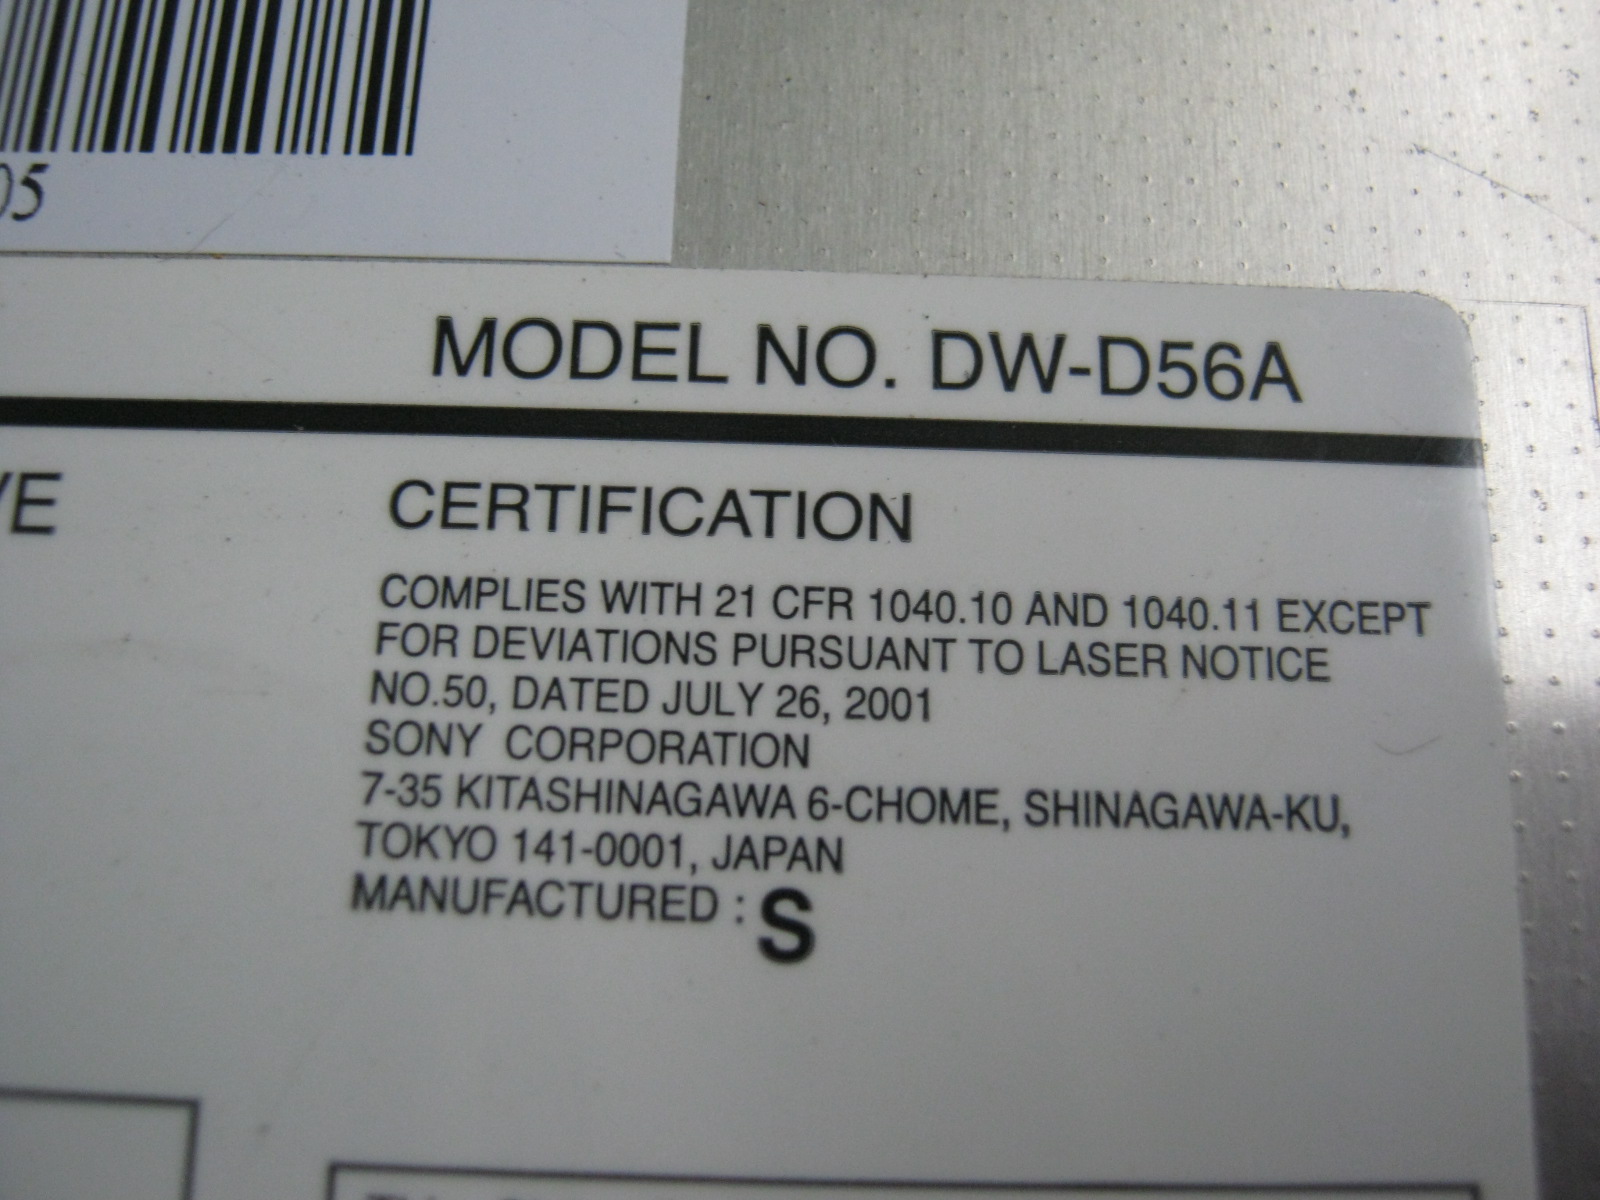 05
MODEL NO. DW-D56A
VE
CERTIFICATION
COMPLIES WITH 21 CFR 1040.10 AND 1040.11 EXCEPT
FOR DEVIATIONS PURSUANT TO LASER NOTICE
NO.50, DATED JULY 26, 2001
SONY CORPORATION
7-35 KITASHINAGAWA 6-CHOME, SHINAGAWA-KU,
TOKYO 141-0001, JAPAN
MANUFACTURED : S